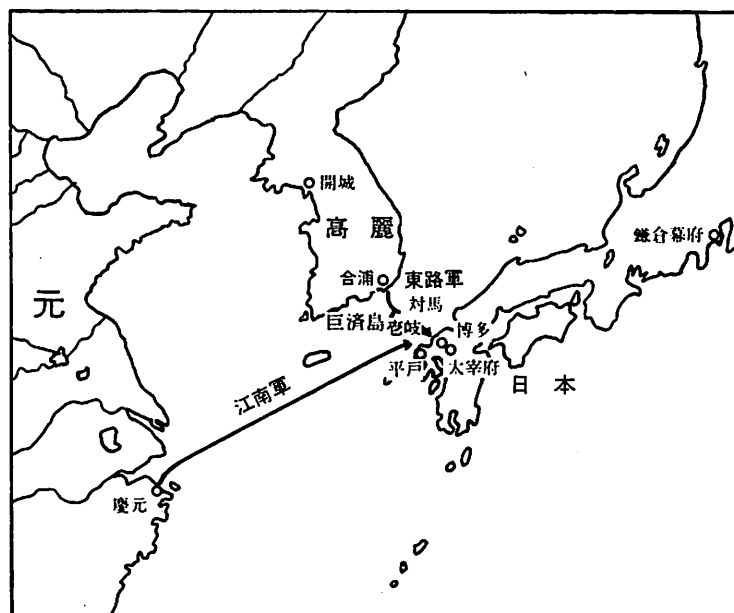 開城
高麗
鎌倉幕府
合浦
東路軍
対馬
元
巨済島
壱岐
博多
平戸
太宰府
日本
江南軍
慶元